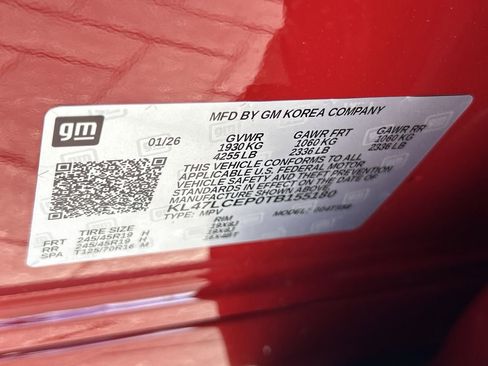 gm
MFD BY GM KOREA COMPANY
01/26 GVWR GAWR FRT GAWR RR
1930 KG 1060 KG 1060 KG
4255 LB 2336 LB 2336 LB
THIS VEHICLE CONFORMS TO ALL
APPLICABLE U.S. FEDERAL MOTOR
VEHICLE SAFETY AND THEFT PREVENTION
STANDARDS IN EFFECT ON THE DATE
OF MANUFACTURE SHOWN ABOVE
KL47LCEP0TB155150
TYPE: MPV MODEL:
TIRE SIZE RIM
FRT 245/45R19 H 19X8J
RR 245/45R19 H 19X8J
SPA T125/70R16 M 16X4BT